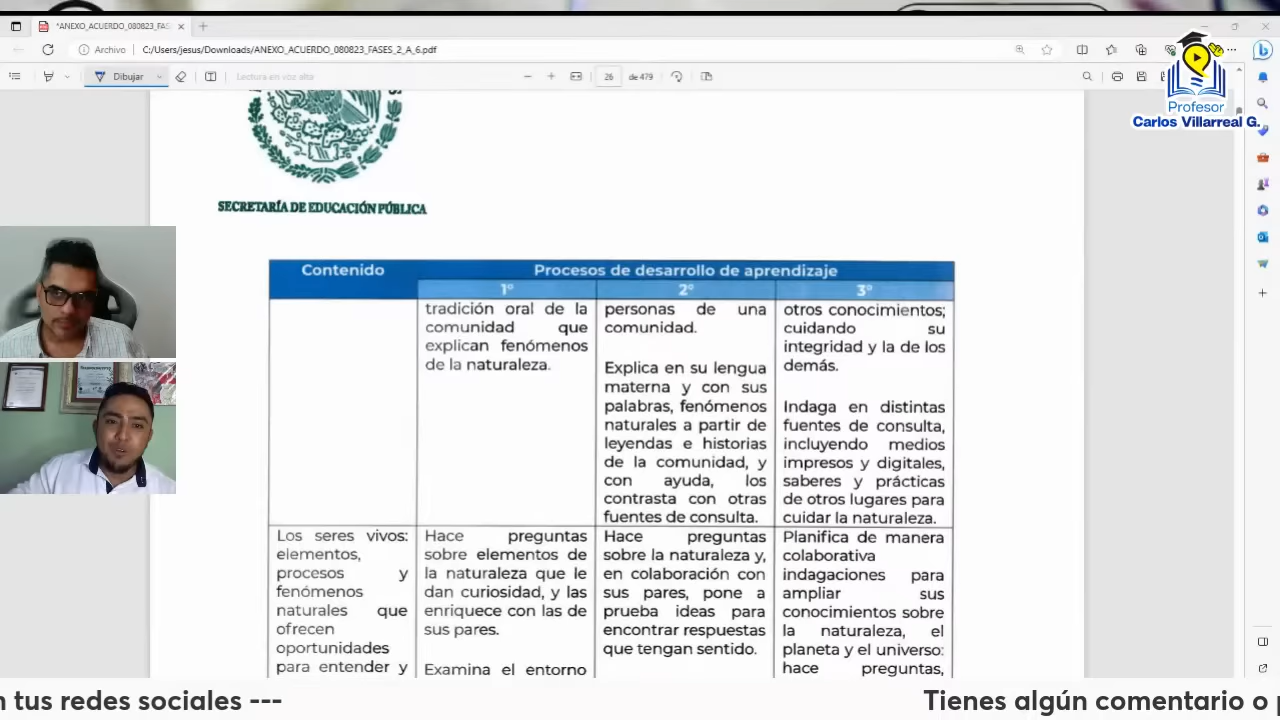 *ANEXO_ACUERDO_080823_FAS
Archivo
C:/Users/jesus/Downloads/ANEXO_ACUERDO_080823_FASES_2_A_6.pdf
Dibujar
Lectura en voz alta
26
de 479
Profesor
Carlos Villarreal G.
SECRETARÍA DE EDUCACIÓN PÚBLICA
Contenido
Procesos de desarrollo de aprendizaje
1°
2°
3°
tradición oral de la
comunidad que
explican fenómenos
de la naturaleza.
personas de una
comunidad.
Explica en su lengua
materna y con sus
palabras, fenómenos
naturales a partir de
leyendas e historias
de la comunidad, y
con ayuda, los
contrasta con otras
fuentes de consulta.
otros conocimientos;
cuidando su
integridad y la de los
demás.
Indaga en distintas
fuentes de consulta,
incluyendo medios
impresos y digitales,
saberes y prácticas
de otros lugares para
cuidar la naturaleza.
Los seres vivos:
elementos,
procesos y
fenómenos
naturales que
ofrecen
oportunidades
para entender y
Hace preguntas
sobre elementos de
la naturaleza que le
dan curiosidad, y las
enriquece con las de
sus pares.
Examina el entorno
Hace preguntas
sobre la naturaleza y,
en colaboración con
sus pares, pone a
prueba ideas para
encontrar respuestas
que tengan sentido.
Planifica de manera
colaborativa
indagaciones para
ampliar sus
conocimientos sobre
la naturaleza, el
planeta y el universo:
hace preguntas,
n tus redes sociales ---
Tienes algún comentario o p